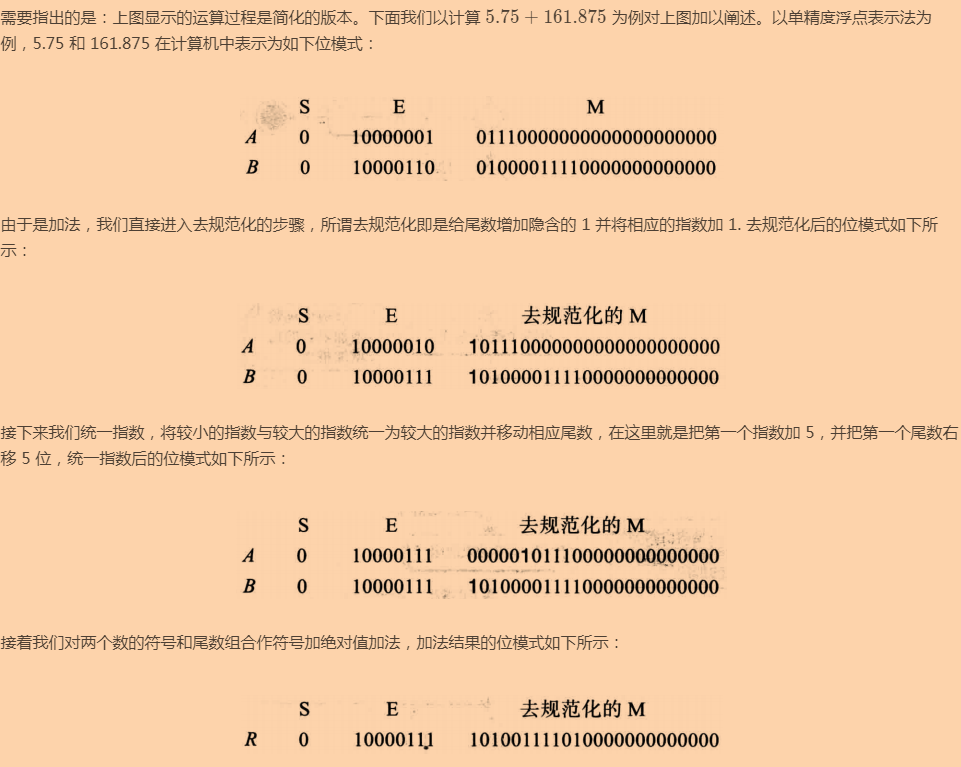 需要指出的是：上图显示的运算过程是简化的版本。下面我们以计算 5.75 + 161.875 为例对上图加以阐述。以单精度浮点表示法为
例，5.75 和 161.875 在计算机中表示为如下位模式：
S E M
A 0 10000001 01110000000000000000000
B 0 10000110 01000011110000000000000
由于是加法，我们直接进入去规范化的步骤，所谓去规范化即是给尾数增加隐含的 1 并将相应的指数加 1. 去规范化后的位模式如下所
示：
S E 去规范化的 M
A 0 10000010 101110000000000000000000
B 0 10000111 101000011110000000000000
接下来我们统一指数，将较小的指数与较大的指数统一为较大的指数并移动相应尾数，在这里就是把第一个指数加 5，并把第一个尾数右
移 5 位，统一指数后的位模式如下所示：
S E 去规范化的 M
A 0 10000111 000001011100000000000000
B 0 10000111 101000011110000000000000
接着我们对两个数的符号和尾数组合作符号加绝对值加法，加法结果的位模式如下所示：
S E 去规范化的 M
R 0 10000111 101001111010000000000000